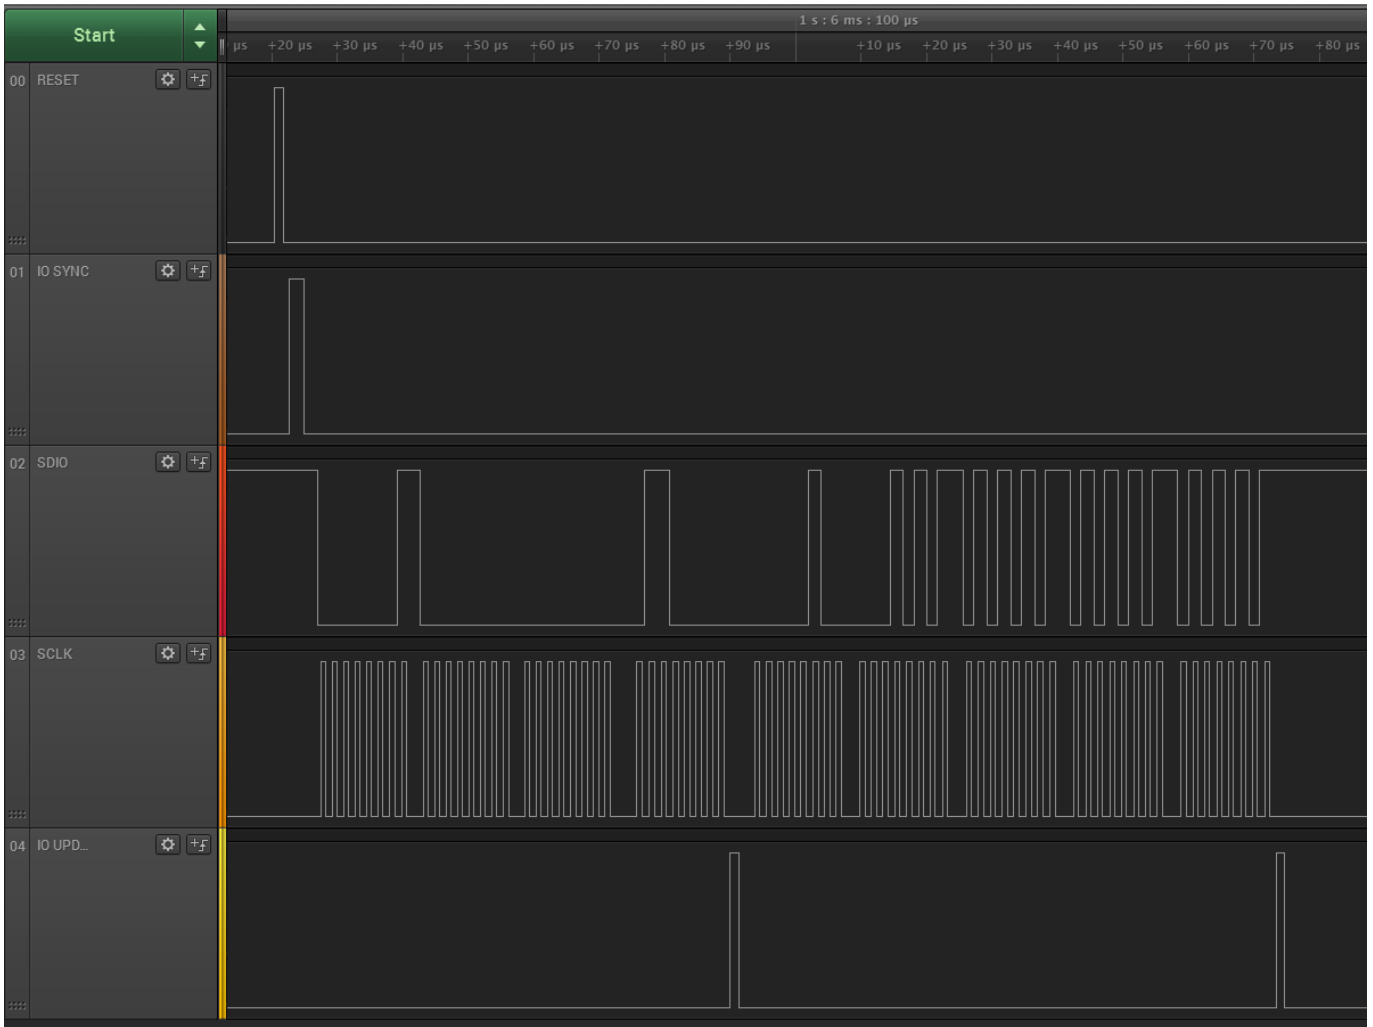 Start
1 s : 6 ms : 100 µs
µs +20 µs +30 µs +40 µs +50 µs +60 µs +70 µs +80 µs +90 µs +10 µs +20 µs +30 µs +40 µs +50 µs +60 µs +70 µs +80 µs
00 RESET
01 IO SYNC
02 SDIO
03 SCLK
04 IO UPD...